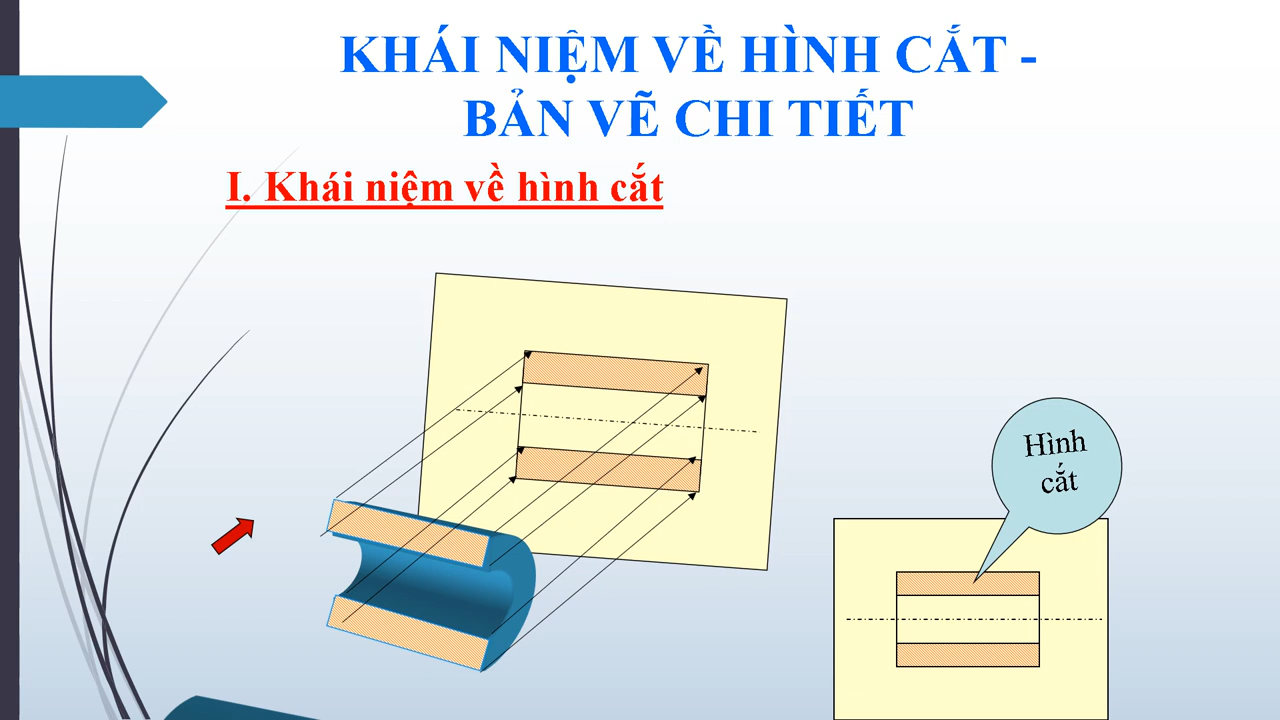 KHÁI NIỆM VỀ HÌNH CẮT -
BẢN VẼ CHI TIẾT
I. Khái niệm về hình cắt
Hình
cắt